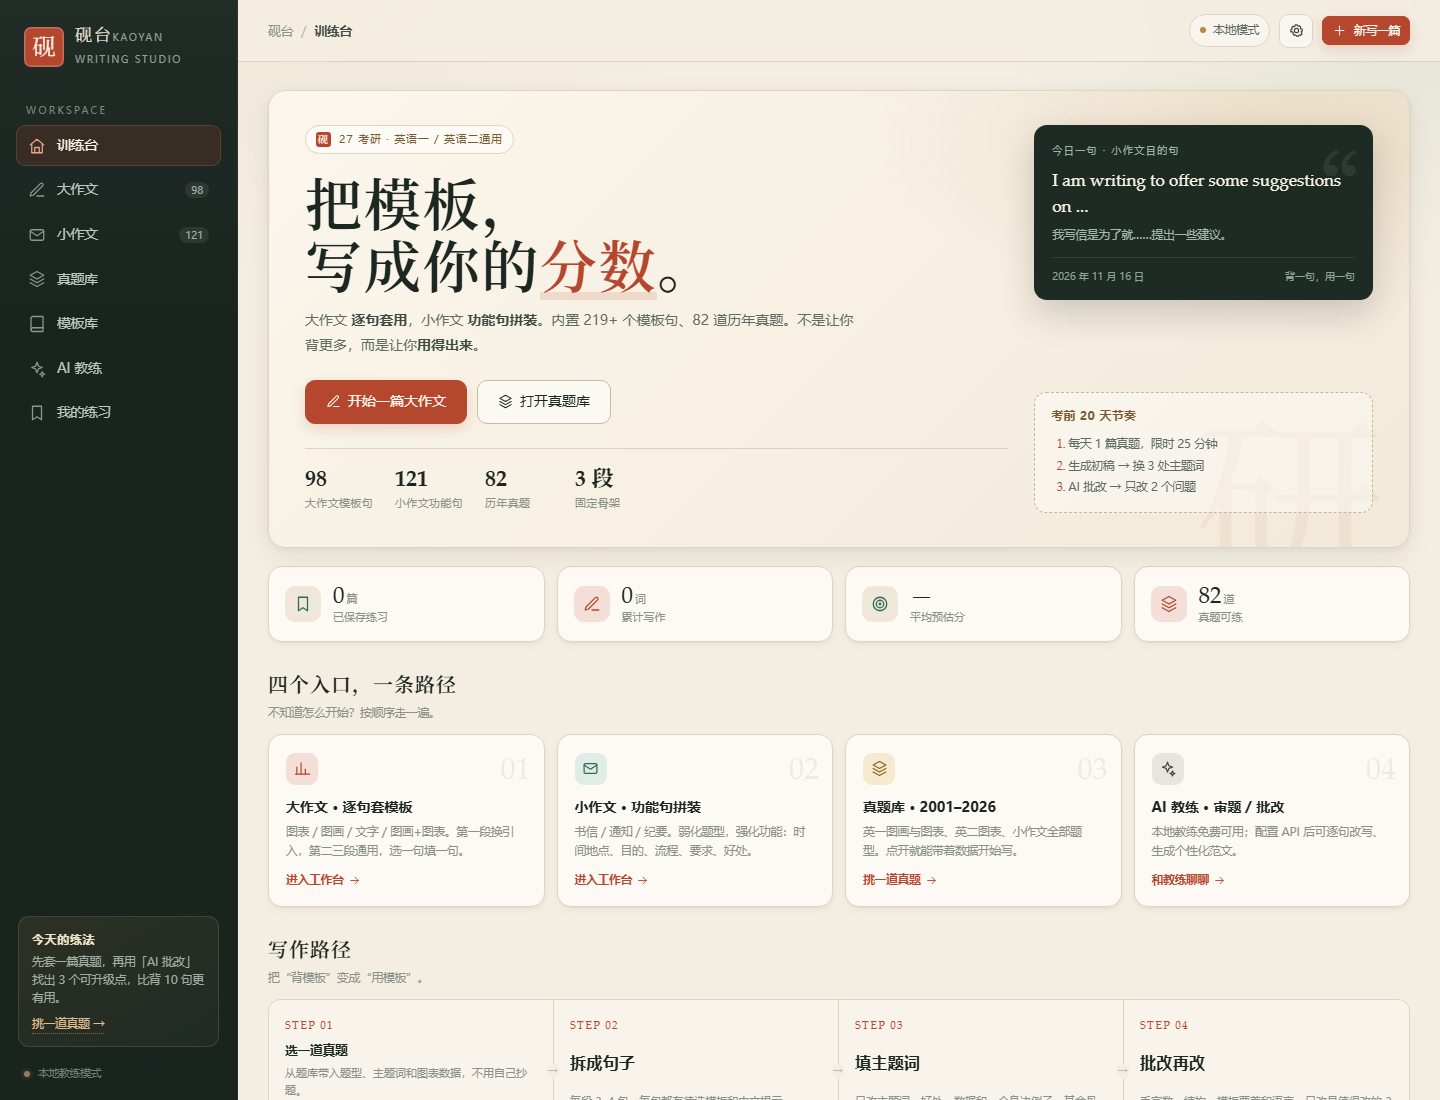 砚
砚台KAOYAN
WRITING STUDIO
WORKSPACE
训练台
大作文
98
小作文
121
真题库
模板库
AI 教练
我的练习
今天的练法
先套一篇真题，再用「AI 批改」
找出 3 个可升级点，比背 10 句更
有用。
挑一道真题 →
本地教练模式
砚台 / 训练台
本地模式
新写一篇
砚 27 考研 · 英语一 / 英语二通用
把模板，
写成你的分数。
大作文 逐句套用，小作文 功能句拼装。内置 219+ 个模板句、82 道历年真题。不是让你
背更多，而是让你用得出来。
开始一篇大作文
打开真题库
98
大作文模板句
121
小作文功能句
82
历年真题
3 段
固定骨架
今日一句 · 小作文目的句
“
I am writing to offer some suggestions
on ...
我写信是为了就……提出一些建议。
2026 年 11 月 16 日
背一句，用一句
研
考前 20 天节奏
1. 每天 1 篇真题，限时 25 分钟
2. 生成初稿 → 换 3 处主题词
3. AI 批改 → 只改 2 个问题
0篇
已保存练习
0词
累计写作
—
平均预估分
82道
真题可练
四个入口，一条路径
不知道怎么开始？按顺序走一遍。
01
大作文 • 逐句套模板
图表 / 图画 / 文字 / 图画+图表。第一段换引
入，第二三段通用，选一句填一句。
进入工作台 →
02
小作文 • 功能句拼装
书信 / 通知 / 纪要。弱化题型，强化功能：时
间地点、目的、流程、要求、好处。
进入工作台 →
03
真题库 • 2001–2026
英一图画与图表、英二图表、小作文全部题
型。点开就能带着数据开始写。
挑一道真题 →
04
AI 教练 • 审题 / 批改
本地教练免费可用；配置 API 后可逐句改写、
生成个性化范文。
和教练聊聊 →
写作路径
把“背模板”变成“用模板”。
STEP 01
选一道真题
从题库带入题型、主题词和图表数据，不用自己抄
题。
→
STEP 02
拆成句子
→
STEP 03
填主题词
→
STEP 04
批改再改